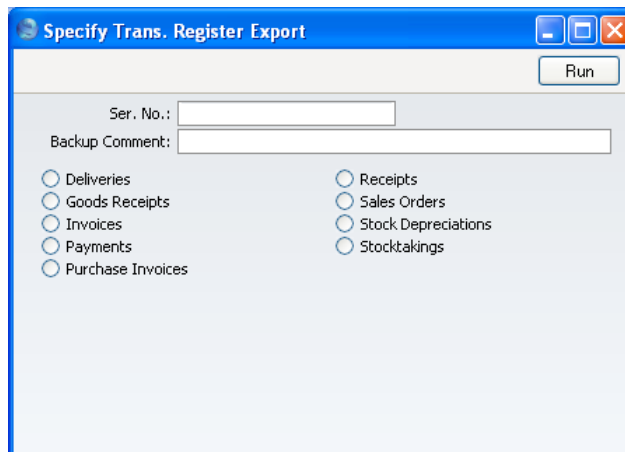 Specify Trans. Register Export
Run
Ser. No.:
Backup Comment:
Deliveries
Goods Receipts
Invoices
Payments
Purchase Invoices
Receipts
Sales Orders
Stock Depreciations
Stocktakings